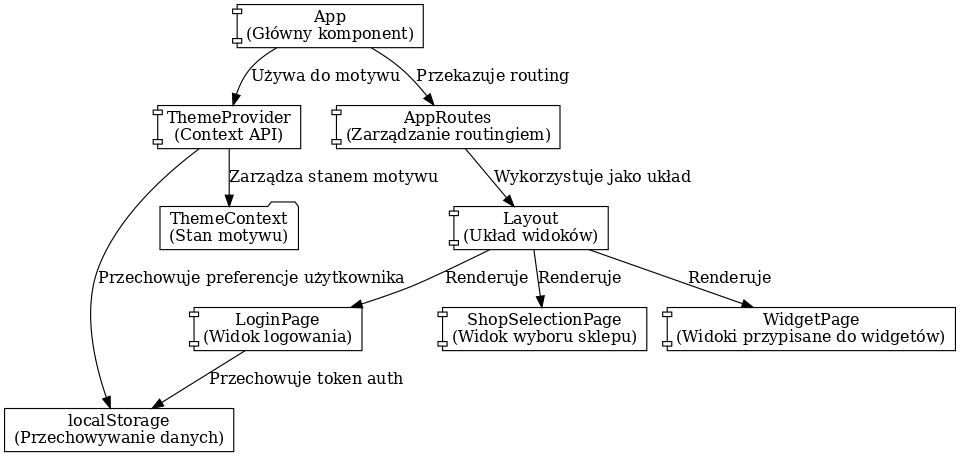 App
(Główny komponent)
Używa do motywu
Przekazuje routing
ThemeProvider
(Context API)
AppRoutes
(Zarządzanie routingiem)
Zarządza stanem motywu
Wykorzystuje jako układ
ThemeContext
(Stan motywu)
Layout
(Układ widoków)
Przechowuje preferencje użytkownika
Renderuje
Renderuje
Renderuje
LoginPage
(Widok logowania)
ShopSelectionPage
(Widok wyboru sklepu)
WidgetPage
(Widoki przypisane do widgetów)
Przechowuje token auth
localStorage
(Przechowywanie danych)